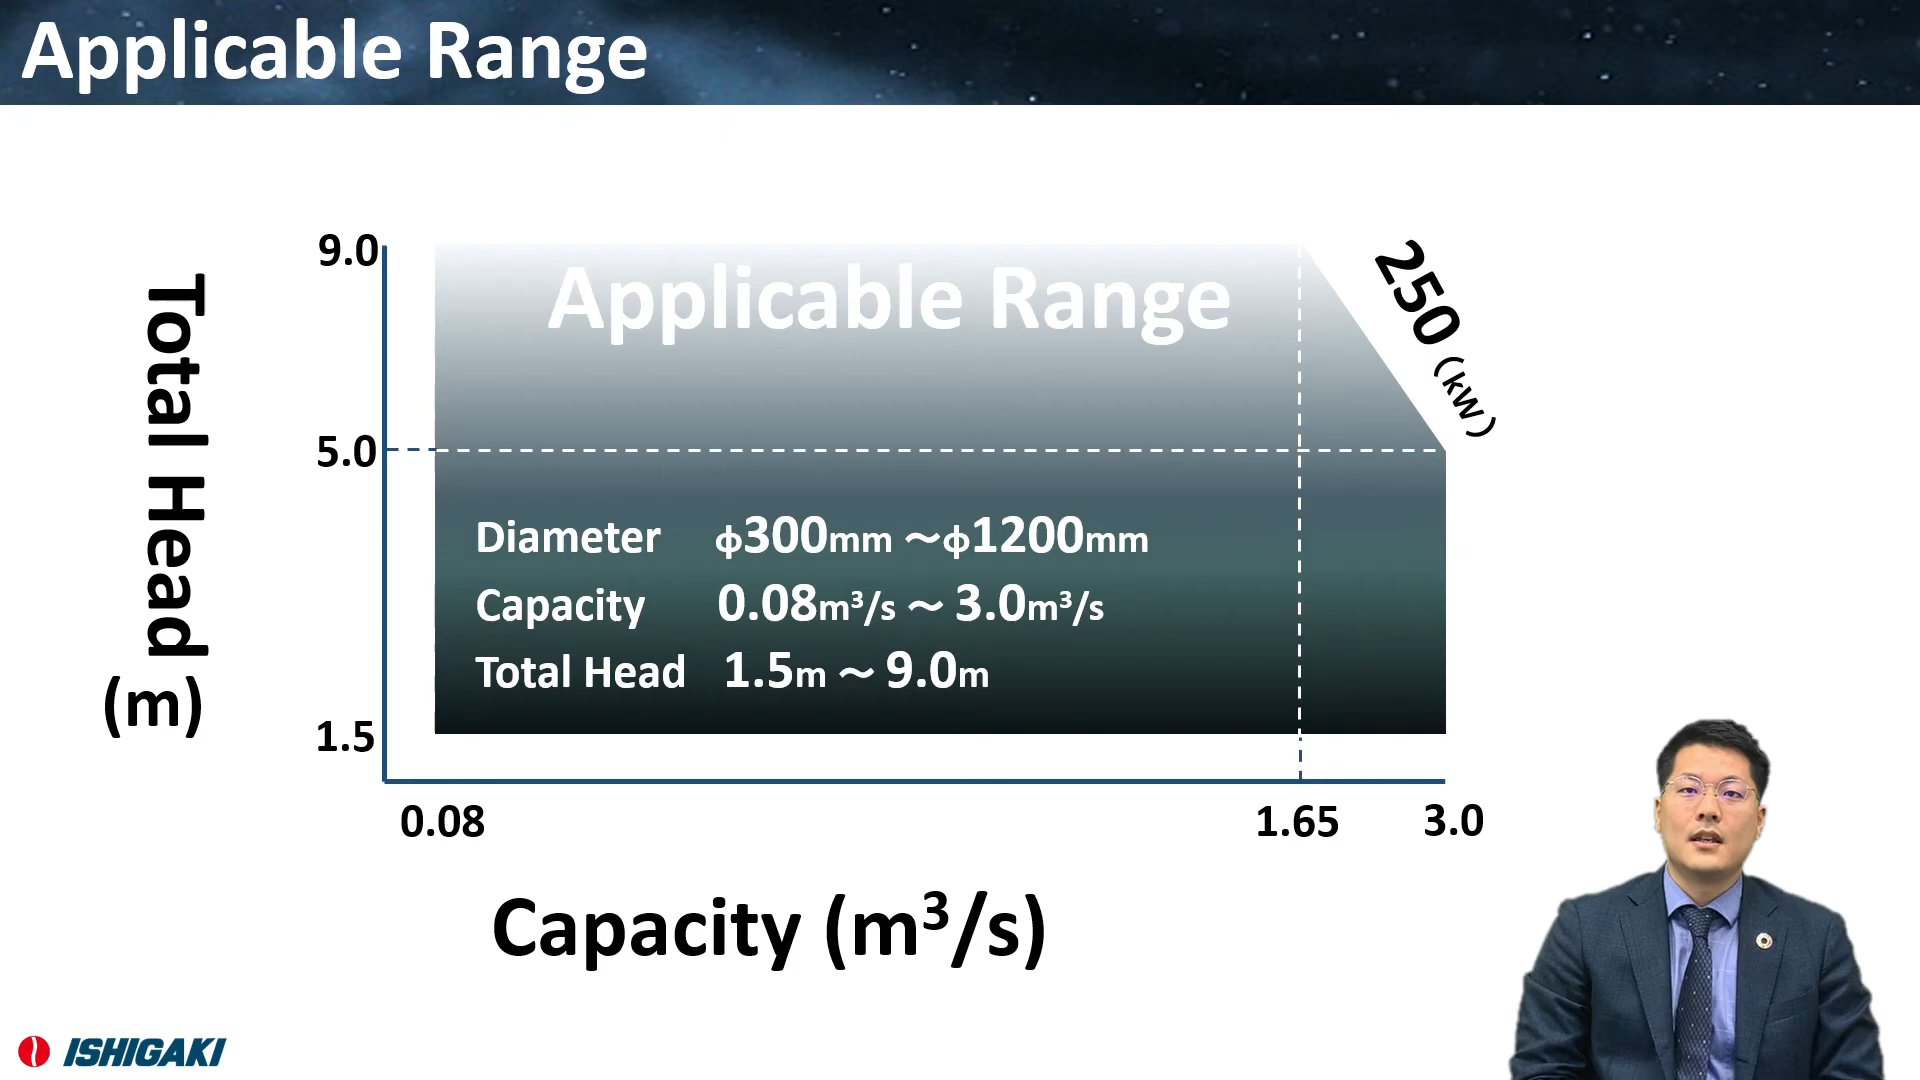 Applicable Range
Total Head (m)
9.0
5.0
1.5
Applicable Range
250(kW)
Diameter φ300mm ～φ1200mm
Capacity 0.08m³/s ～ 3.0m³/s
Total Head 1.5m ～ 9.0m
0.08 1.65 3.0
Capacity (m³/s)
ISHIGAKI